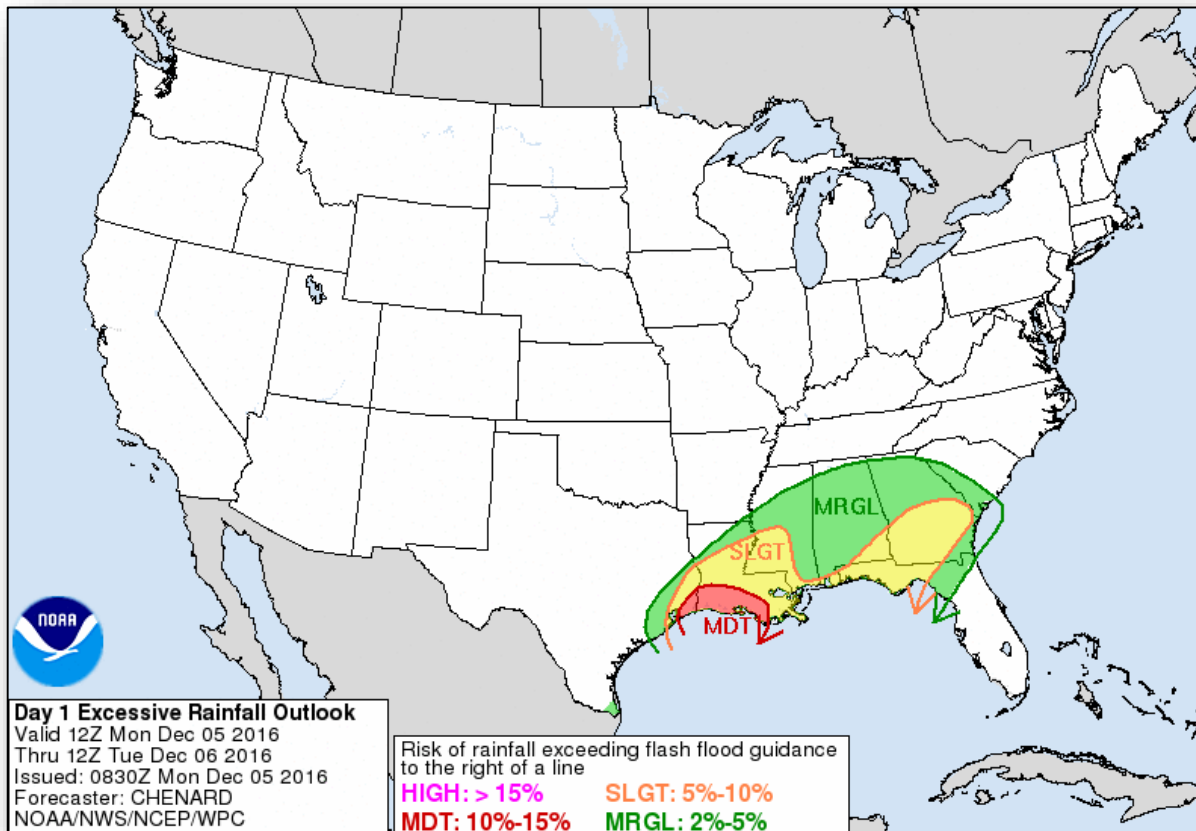 MRGL
SLGT
MDT
NOAA
Day 1 Excessive Rainfall Outlook
Valid 12Z Mon Dec 05 2016
Thru 12Z Tue Dec 06 2016
Issued: 0830Z Mon Dec 05 2016
Forecaster: CHENARD
NOAA/NWS/NCEP/WPC
Risk of rainfall exceeding flash flood guidance
to the right of a line
HIGH: > 15% SLGT: 5%-10%
MDT: 10%-15% MRGL: 2%-5%